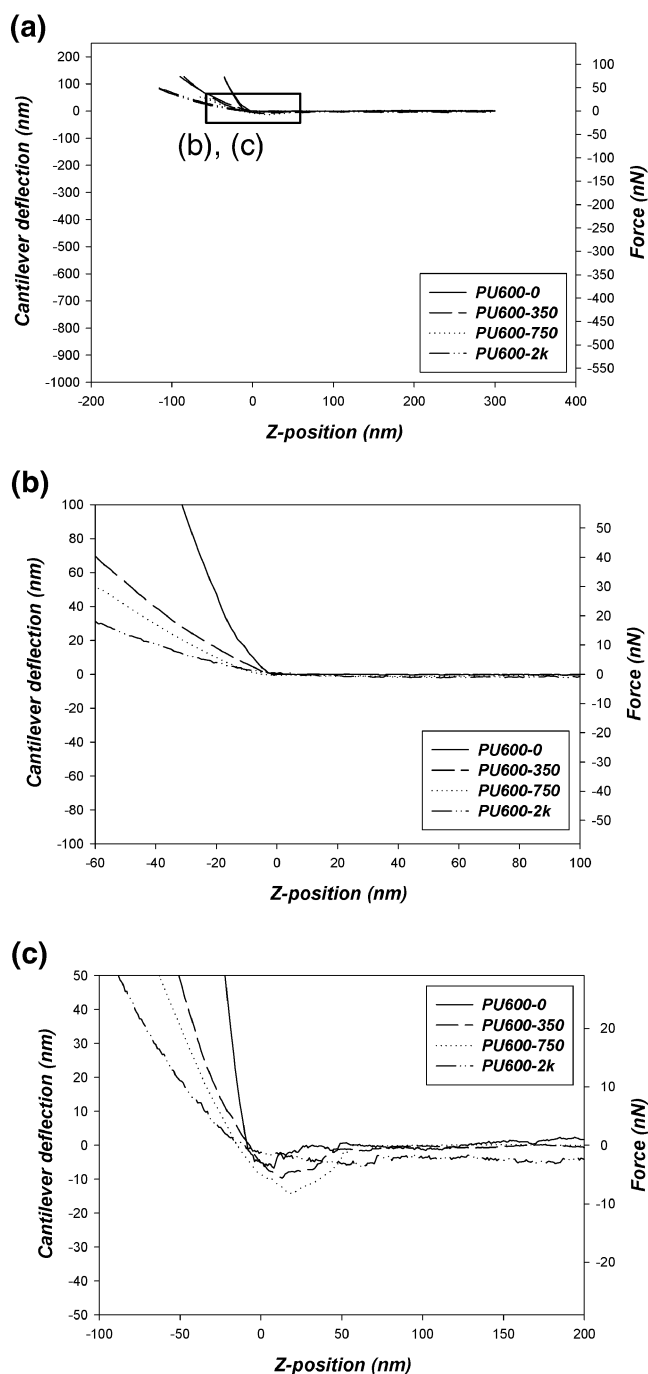 (a)
200
100
0
-100
-200
-300
-400
-500
-600
-700
-800
-900
-1000
Cantilever deflection (nm)
(b), (c)
100
50
0
-50
-100
-150
-200
-250
-300
-350
-400
-450
-500
-550
Force (nN)
PU600-0
PU600-350
PU600-750
PU600-2k
-200 -100 0 100 200 300 400
Z-position (nm)
(b)
100
80
60
40
20
0
-20
-40
-60
-80
-100
Cantilever deflection (nm)
50
40
30
20
10
0
-10
-20
-30
-40
-50
Force (nN)
PU600-0
PU600-350
PU600-750
PU600-2k
-60 -40 -20 0 20 40 60 80 100
Z-position (nm)
(c)
50
40
30
20
10
0
-10
-20
-30
-40
-50
Cantilever deflection (nm)
20
10
0
-10
-20
Force (nN)
PU600-0
PU600-350
PU600-750
PU600-2k
-100 -50 0 50 100 150 200
Z-position (nm)